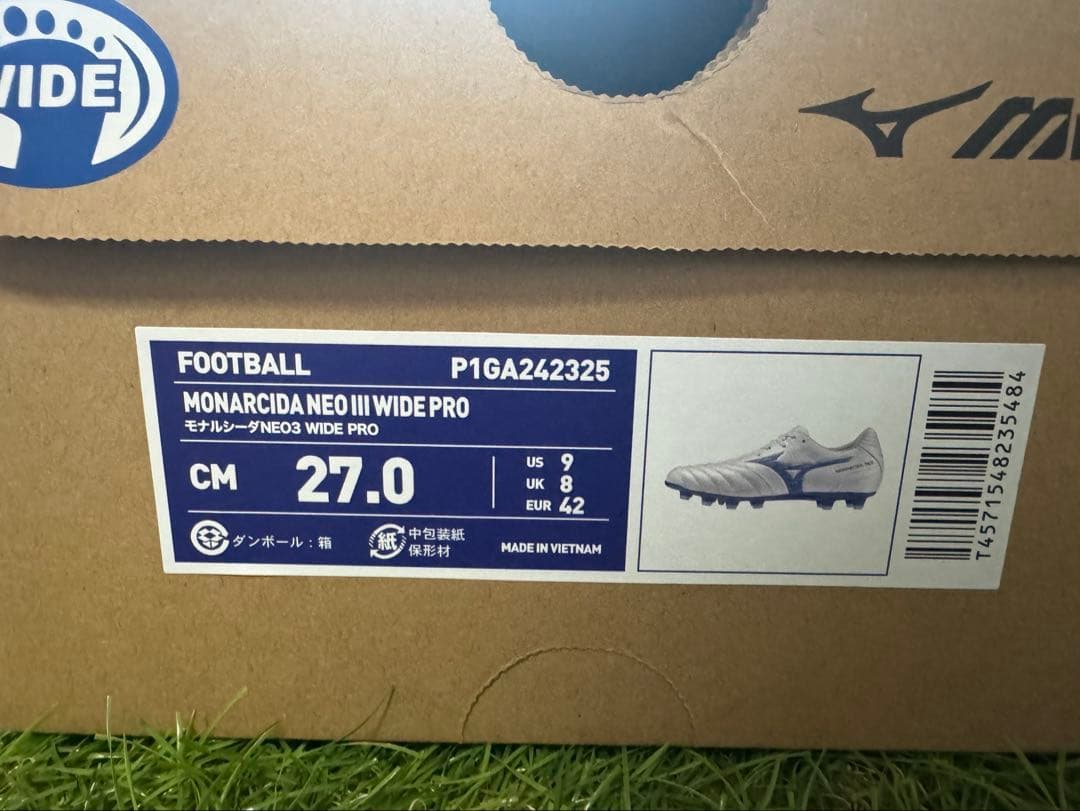 WIDE
FOOTBALL P1GA242325
MONARCIDA NEO III WIDE PRO
モナルシーダNEO3 WIDE PRO
CM 27.0
US 9
UK 8
EUR 42
ダンボール：箱
紙 中包装紙
保形材
MADE IN VIETNAM
T4571548235484